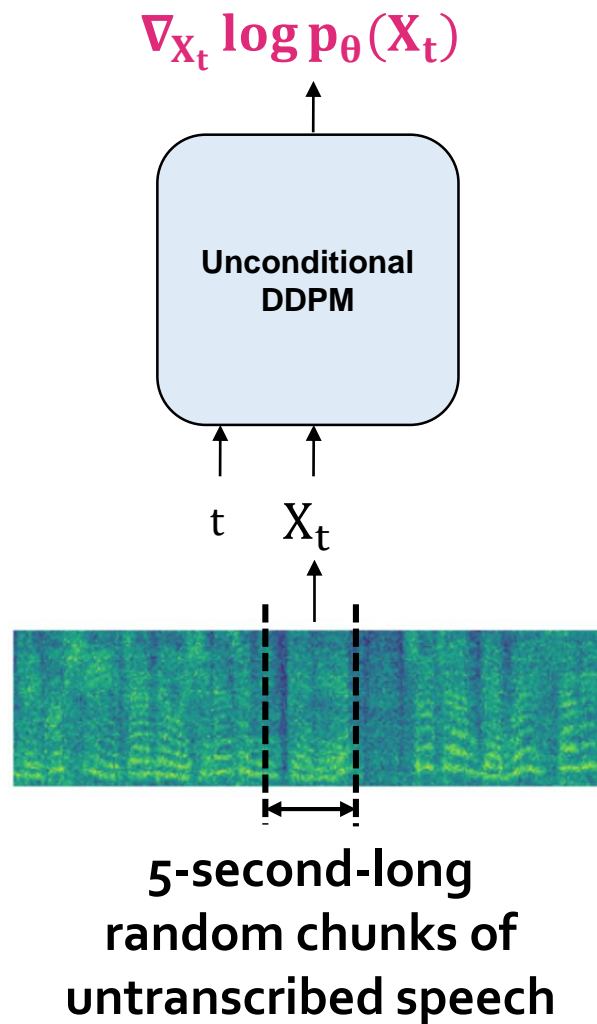 ∇Xₜ log pθ(Xₜ)
Unconditional
DDPM
t Xₜ
5-second-long
random chunks of
untranscribed speech